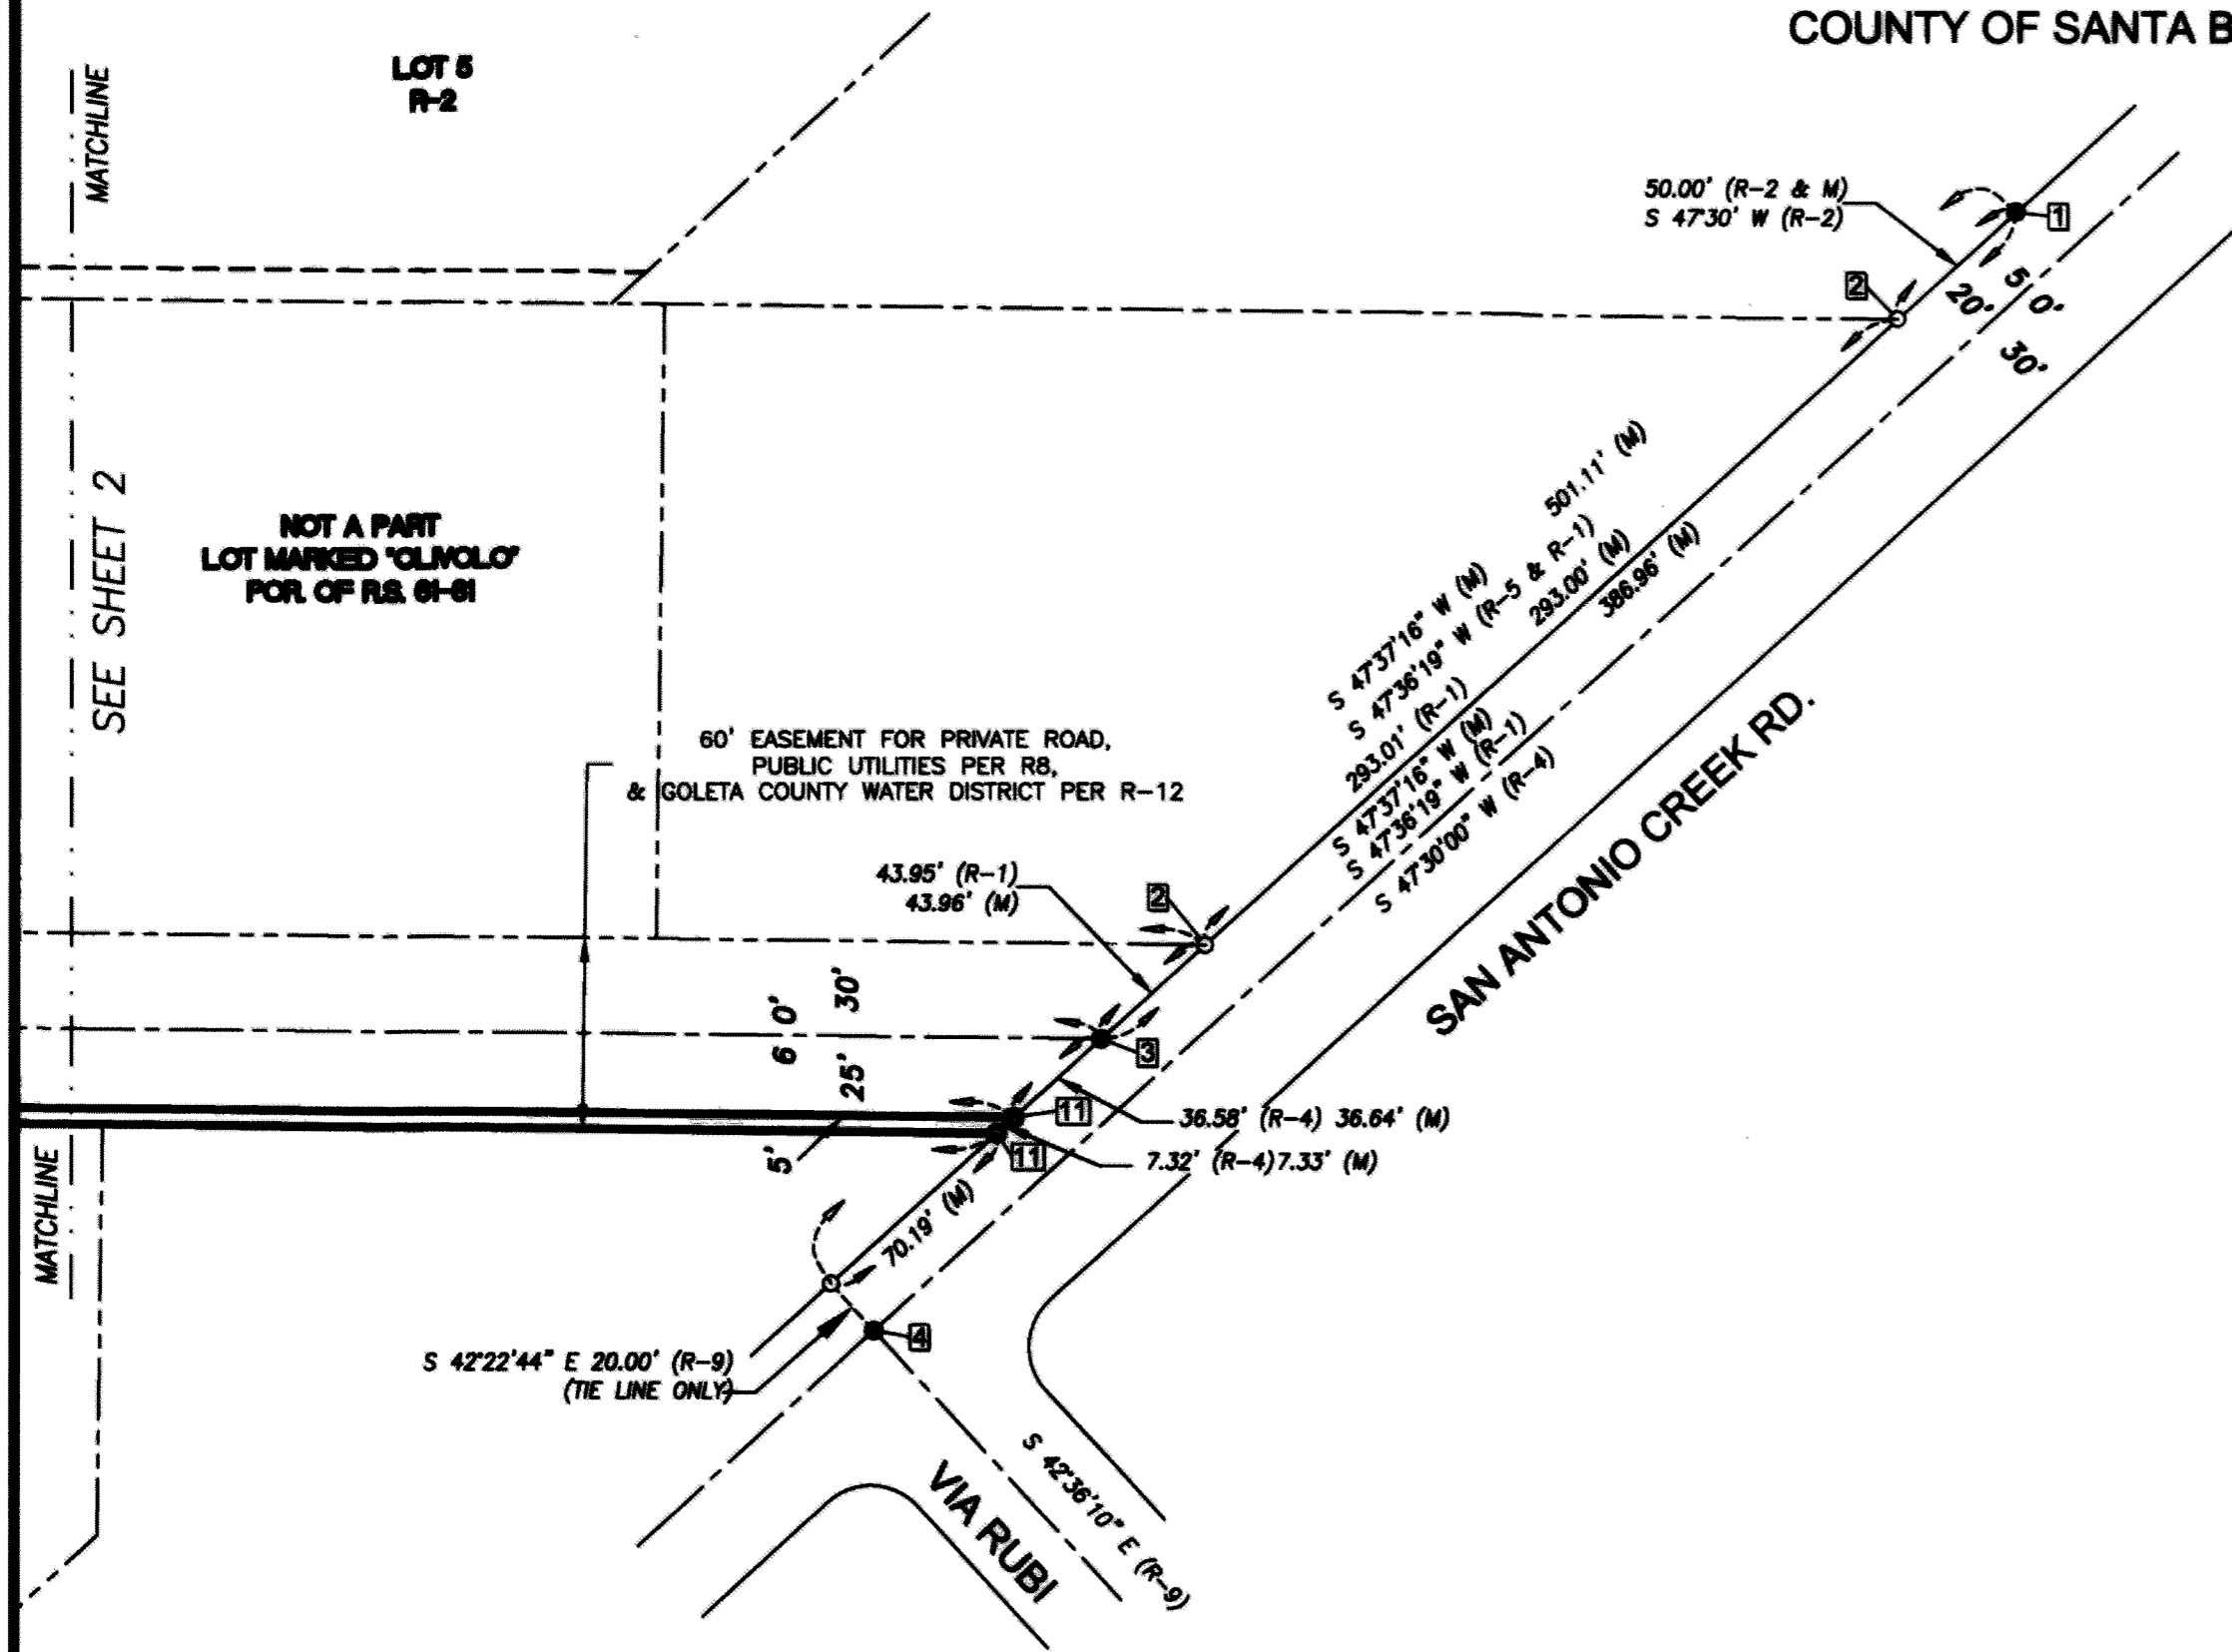 COUNTY OF SANTA B
LOT 5
R-2
MATCHLINE
50.00' (R-2 & M)
S 47°30' W (R-2)
1
2
5 0'
20'
30'
SEE SHEET 2
NOT A PART
LOT MARKED "OLIVOLO"
POR. OF R.S. 61-61
501.11' (M)
S 47°37'16" W (M)
S 47°36'19" W (R-5 & R-1)
293.00' (M)
386.96' (M)
293.01' (R-1)
S 47°37'16" W (M)
S 47°36'19" W (R-1)
S 47°30'00" W (R-4)
SAN ANTONIO CREEK RD.
60' EASEMENT FOR PRIVATE ROAD,
PUBLIC UTILITIES PER R8,
& GOLETA COUNTY WATER DISTRICT PER R-12
43.95' (R-1)
43.96' (M)
2
6 0'
30'
25'
3
11
36.58' (R-4) 36.64' (M)
11
7.32' (R-4) 7.33' (M)
5'
MATCHLINE
70.19' (M)
4
S 42°22'44" E 20.00' (R-9)
(TIE LINE ONLY)
S 42°36'10" E (R-9)
VIA RUBI